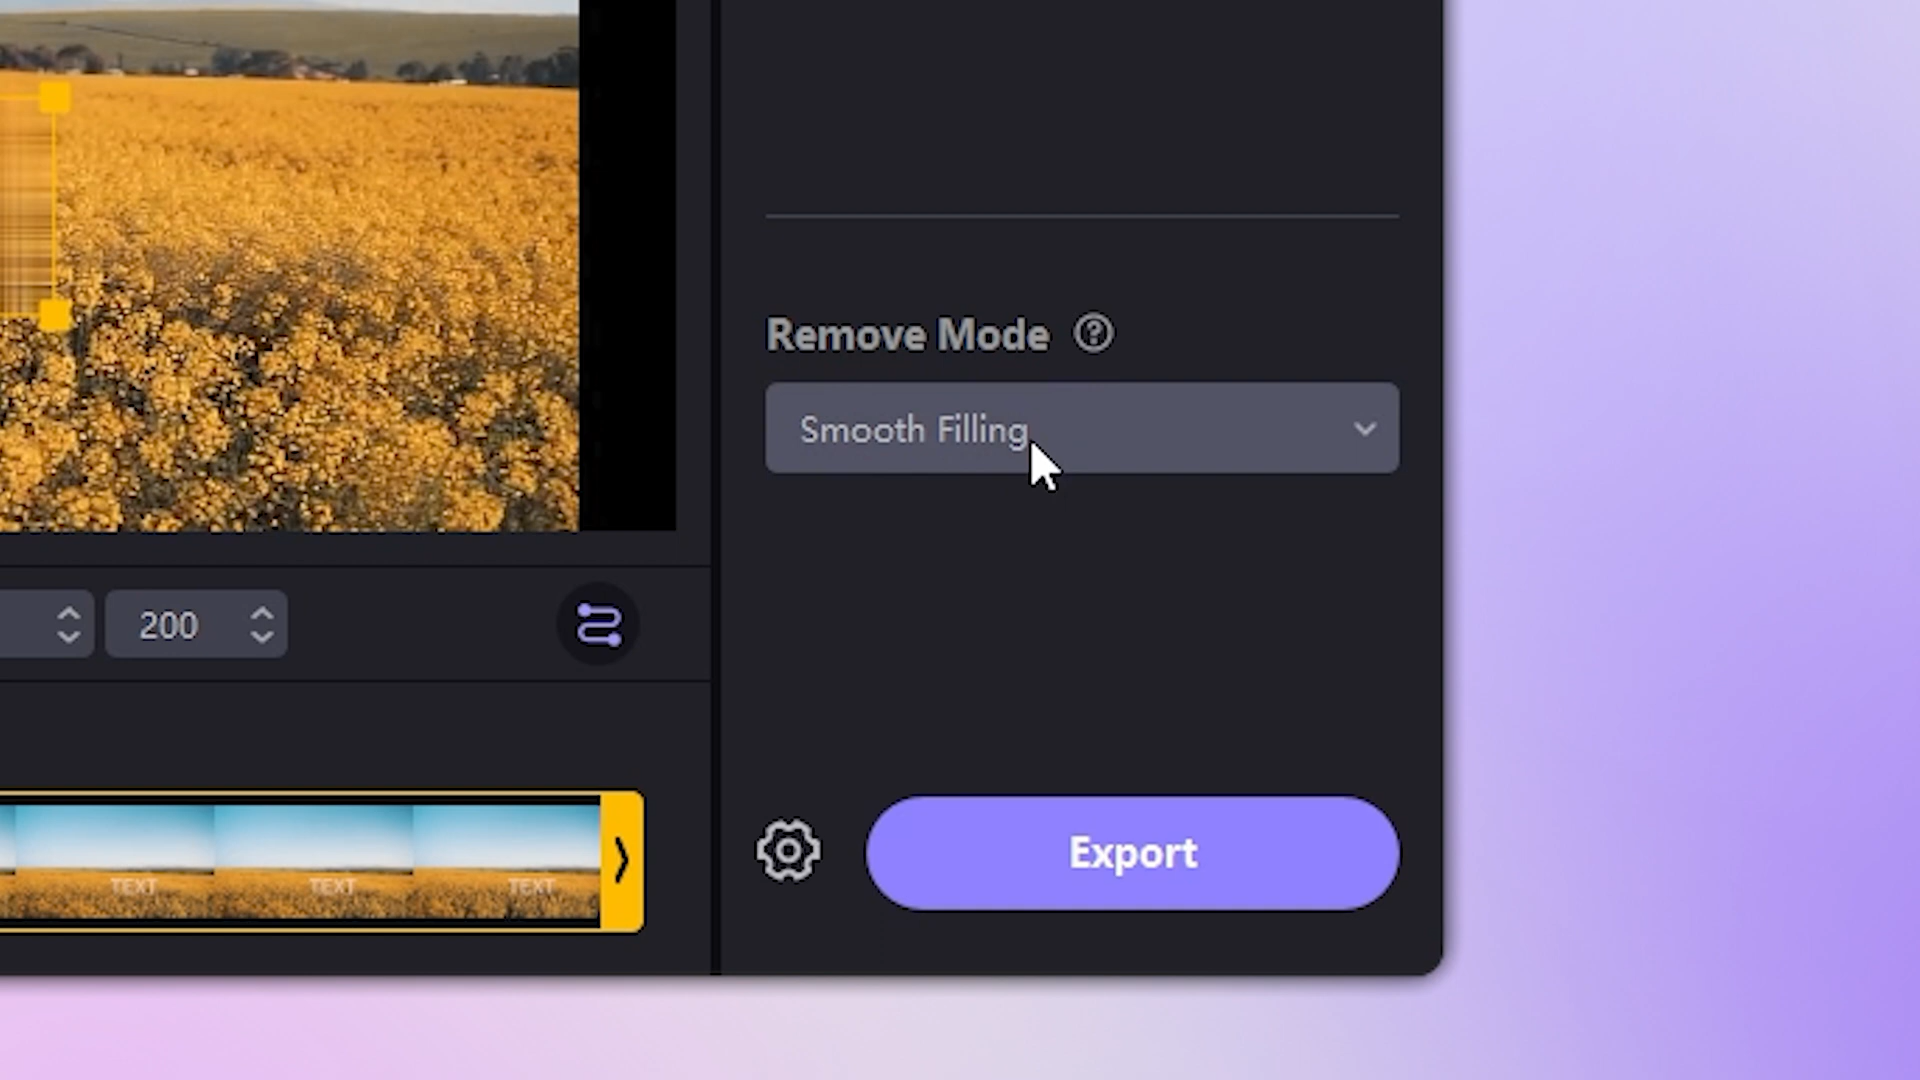 Remove Mode
Smooth Filling
200
TEXT TEXT TEXT
Export